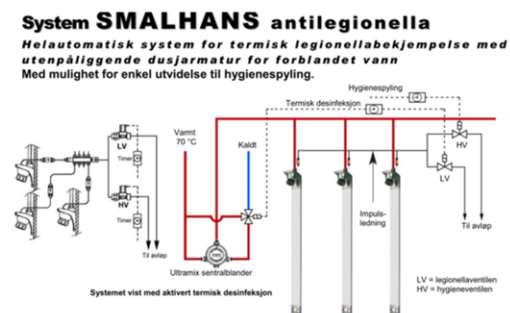 System SMALHANS antilegionella
Helautomatisk system for termisk legionellabekjempelse med
utenpåliggende dusjarmatur for forblandet vann
Med mulighet for enkel utvidelse til hygienespyling.
Hygienespyling
Termisk desinfeksjon
Varmt
70 °C
Kaldt
LV
Timer
HV
Timer
Til avløp
HV
LV
Impuls-
ledning
Til avløp
Ultramix sentralblander
Systemet vist med aktivert termisk desinfeksjon
LV = legionellaventilen
HV = hygieneventilen